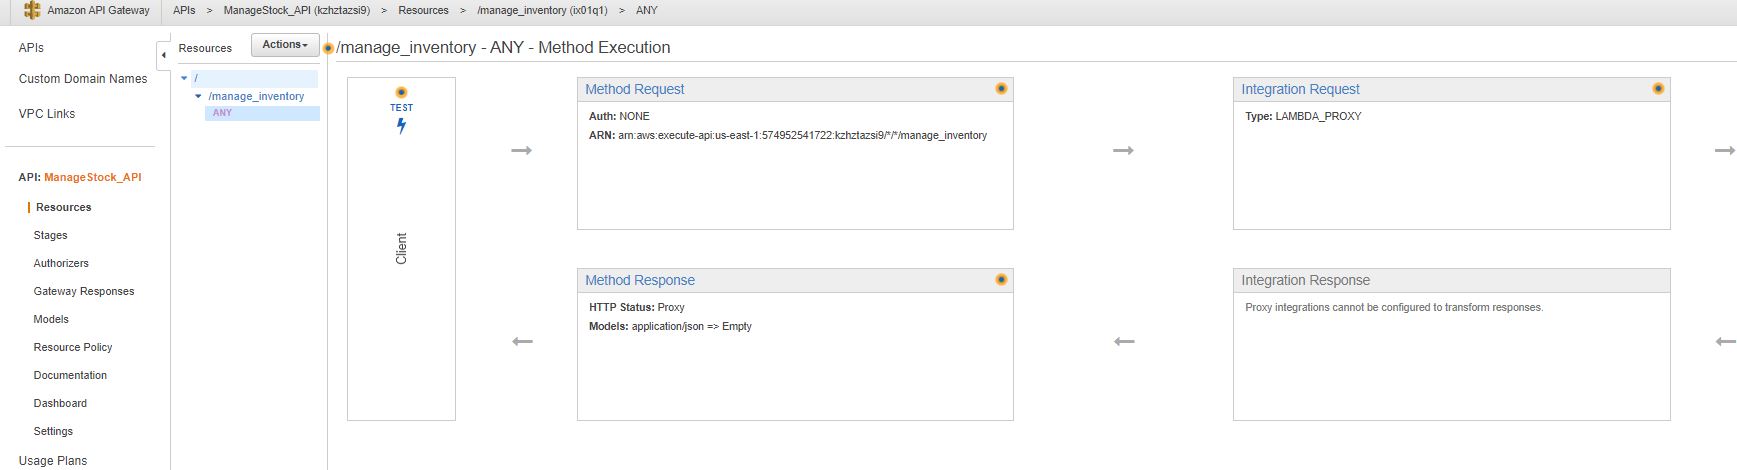 Amazon API Gateway APIs > ManageStock_API (kzhztazsi9) > Resources > /manage_inventory (ix01q1) > ANY
APIs
Custom Domain Names
VPC Links
API: ManageStock_API
Resources
Stages
Authorizers
Gateway Responses
Models
Resource Policy
Documentation
Dashboard
Settings
Usage Plans
Resources Actions
/
/manage_inventory
ANY
/manage_inventory - ANY - Method Execution
TEST
Client
Method Request
Auth: NONE
ARN: arn:aws:execute-api:us-east-1:574952541722:kzhztazsi9/*/*/manage_inventory
Integration Request
Type: LAMBDA_PROXY
Method Response
HTTP Status: Proxy
Models: application/json => Empty
Integration Response
Proxy integrations cannot be configured to transform responses.